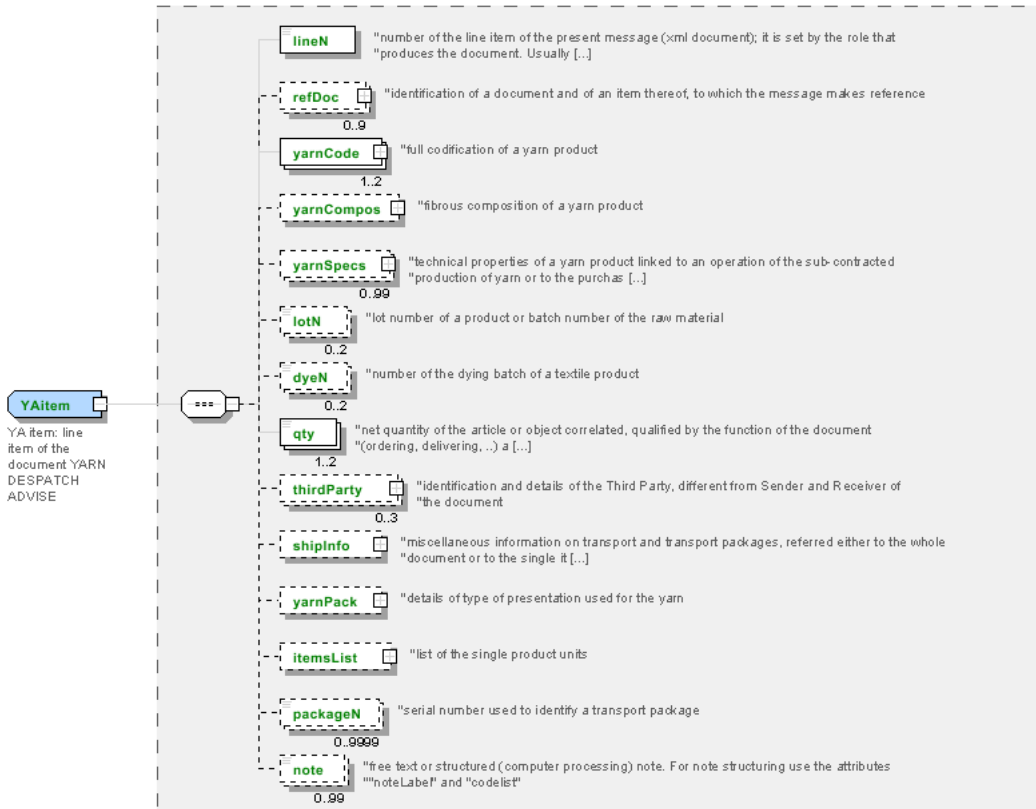 lineN
"number of the line item of the present message (xml document); it is set by the role that
"produces the document. Usually [...]
refDoc
"identification of a document and of an item thereof, to which the message makes reference
0..9
yarnCode
"full codification of a yarn product
1..2
yarnCompos
"fibrous composition of a yarn product
yarnSpecs
"technical properties of a yarn product linked to an operation of the sub-contracted
"production of yarn or to the purchas [...]
0..99
lotN
"lot number of a product or batch number of the raw material
0..2
dyeN
"number of the dying batch of a textile product
0..2
YAitem
YA item: line
item of the
document YARN
DESPATCH
ADVISE
qty
"net quantity of the article or object correlated, qualified by the function of the document
"(ordering, delivering, ..) a [...]
1..2
thirdParty
"identification and details of the Third Party, different from Sender and Receiver of
"the document
0..3
shipInfo
"miscellaneous information on transport and transport packages, referred either to the whole
"document or to the single it [...]
yarnPack
"details of type of presentation used for the yarn
itemsList
"list of the single product units
packageN
"serial number used to identify a transport package
0..9999
note
"free text or structured (computer processing) note. For note structuring use the attributes
""noteLabel" and "codelist"
0..99